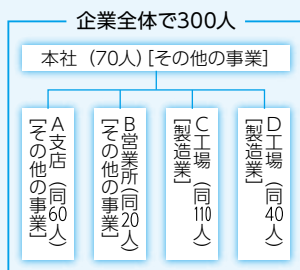 企業全体で300人
本社（70人）[その他の事業]
A支店（同60人）
[その他の事業]
B営業所（同20人）
[その他の事業]
C工場（同110人）
[製造業]
D工場（同40人）
[製造業]